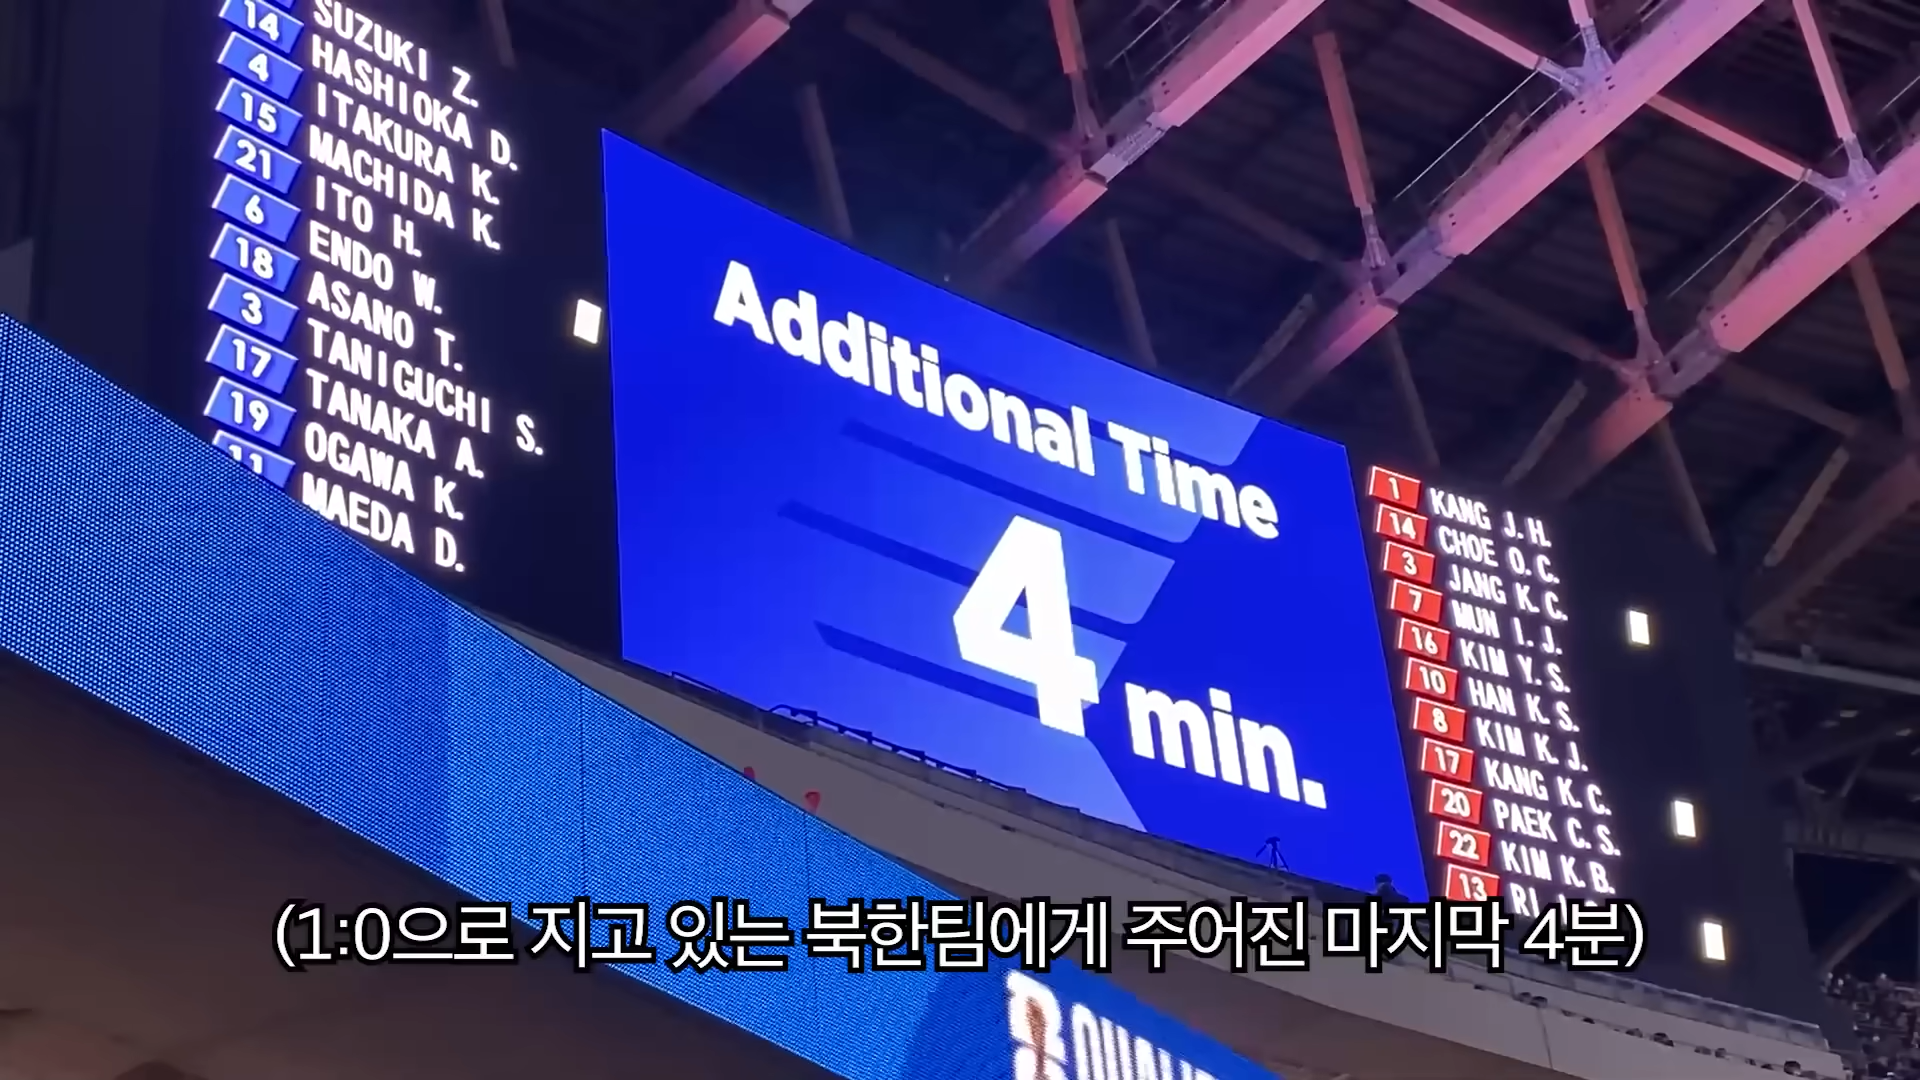 14 SUZUKI Z.
4 HASHIOKA D.
15 ITAKURA K.
21 MACHIDA K.
6 ITO H.
18 ENDO W.
3 ASANO T.
17 TANIGUCHI S.
19 TANAKA A.
11 OGAWA K.
MAEDA D.
Additional Time
4 min.
1 KANG J. H.
14 CHOE O. C.
3 JANG K. C.
7 MUN I. J.
16 KIM Y. S.
10 HAN K. S.
8 KIM K. J.
17 KANG K. C.
20 PAEK C. S.
22 KIM K. B.
13 RI
(1:0으로 지고 있는 북한팀에게 주어진 마지막 4분)